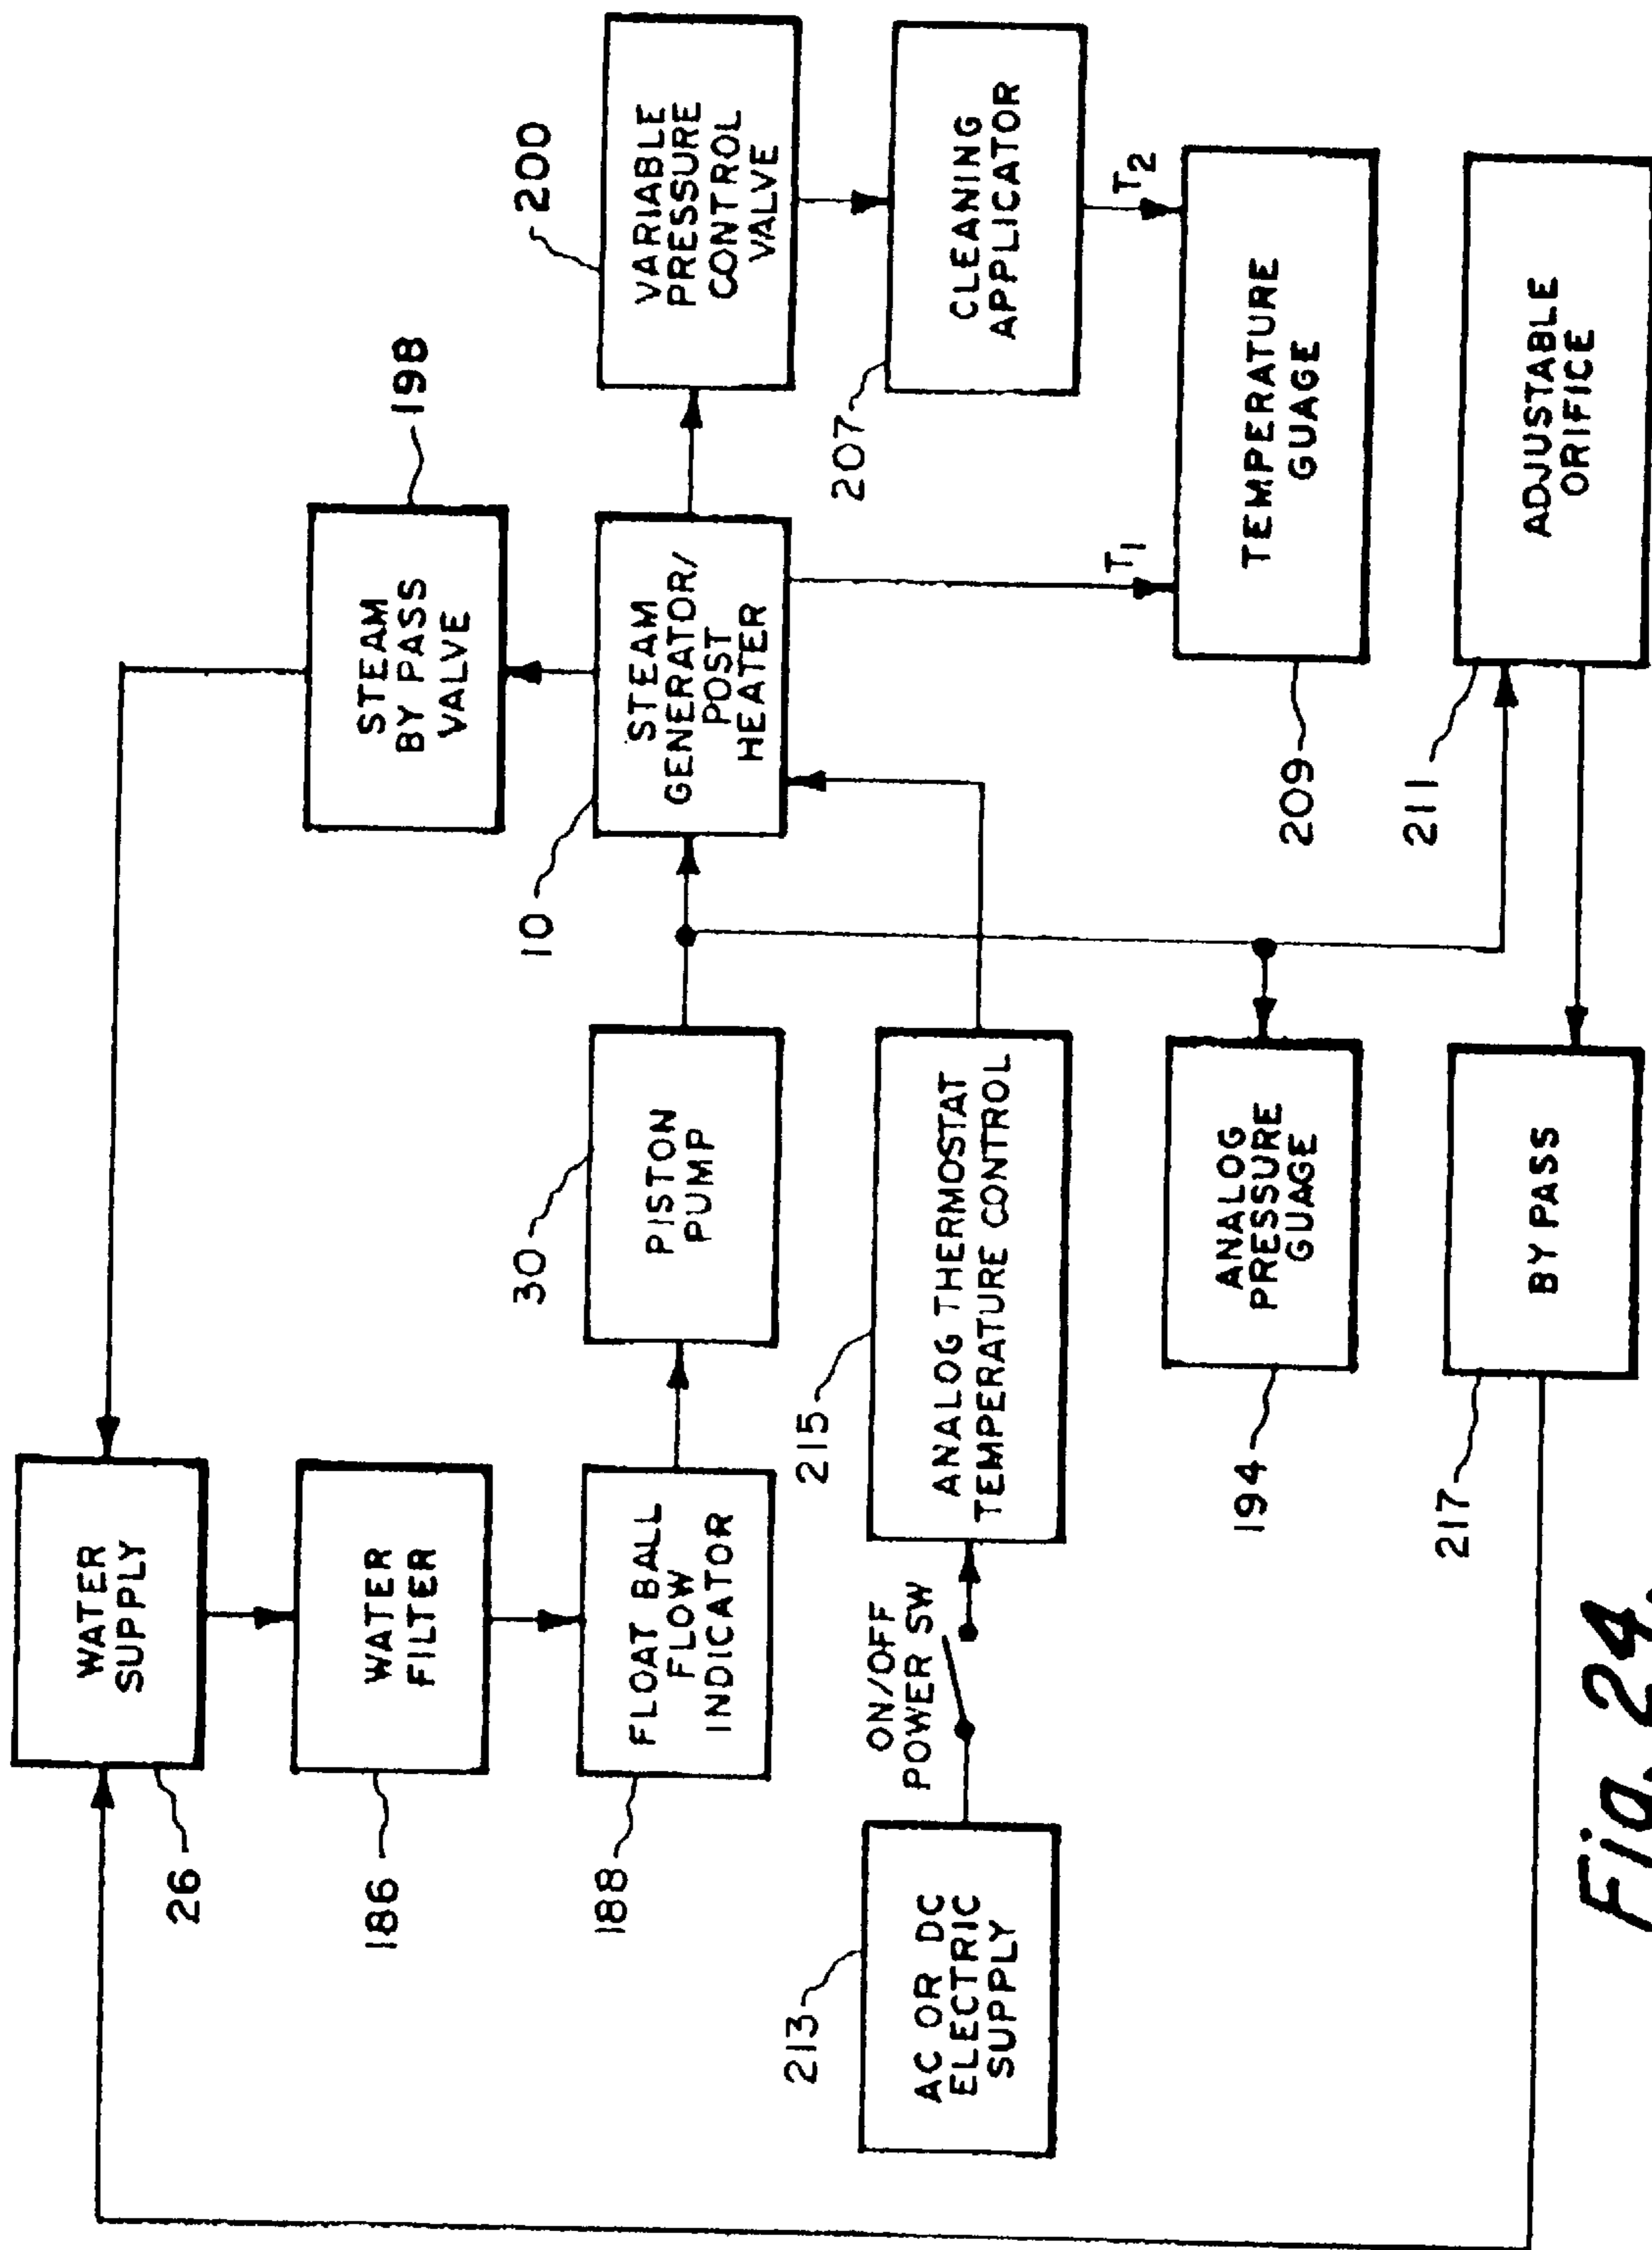 WATER
SUPPLY
26
WATER
FILTER
186
FLOAT BALL
FLOW
INDICATOR
188
PISTON
PUMP
30
STEAM
BY PASS
VALVE
198
STEAM
GENERATOR/
POST
HEATER
10
VARIABLE
PRESSURE
CONTROL
VALVE
200
CLEANING
APPLICATOR
207
T1
T2
TEMPERATURE
GUAGE
209
AC OR DC
ELECTRIC
SUPPLY
213
ON/OFF
POWER SW
ANALOG THERMOSTAT
TEMPERATURE CONTROL
215
ANALOG
PRESSURE
GUAGE
194
ADJUSTABLE
ORIFICE
211
BY PASS
217
Fig. 24.